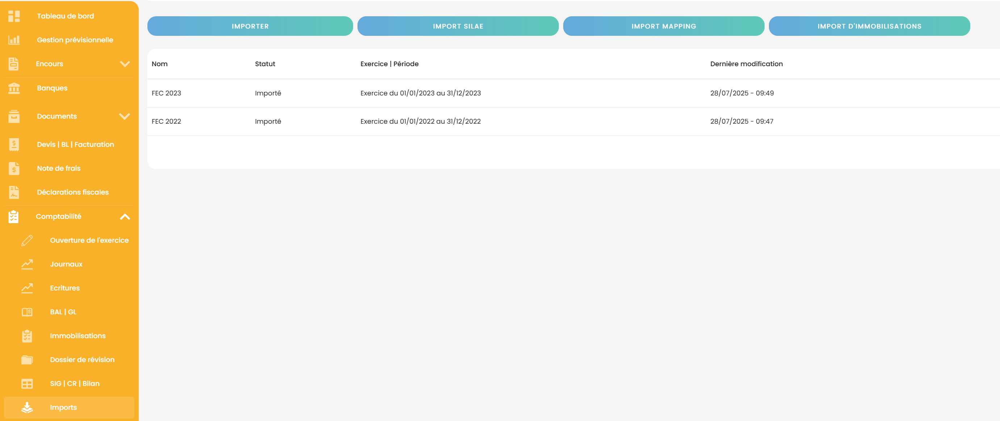 Tableau de bord
Gestion prévisionnelle
Encours
Banques
Documents
Devis | BL | Facturation
Note de frais
Déclarations fiscales
Comptabilité
Ouverture de l'exercice
Journaux
Ecritures
BAL | GL
Immobilisations
Dossier de révision
SIG | CR | Bilan
Imports
IMPORTER IMPORT SILAE IMPORT MAPPING IMPORT D'IMMOBILISATIONS
Nom Statut Exercice | Période Dernière modification
FEC 2023 Importé Exercice du 01/01/2023 au 31/12/2023 28/07/2025 - 09:49
FEC 2022 Importé Exercice du 01/01/2022 au 31/12/2022 28/07/2025 - 09:47